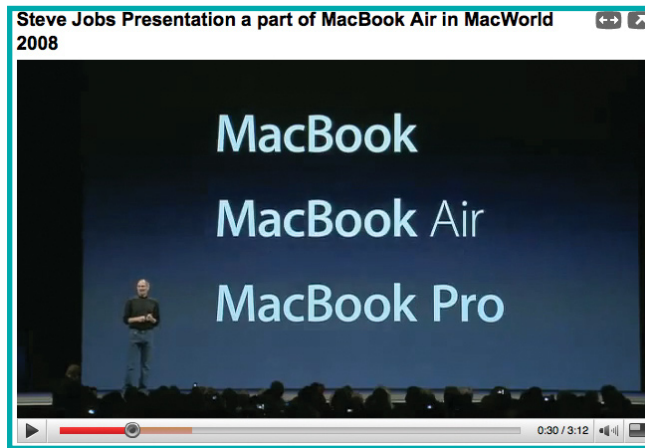 Steve Jobs Presentation a part of MacBook Air in MacWorld
2008
MacBook
MacBook Air
MacBook Pro
0:30 / 3:12